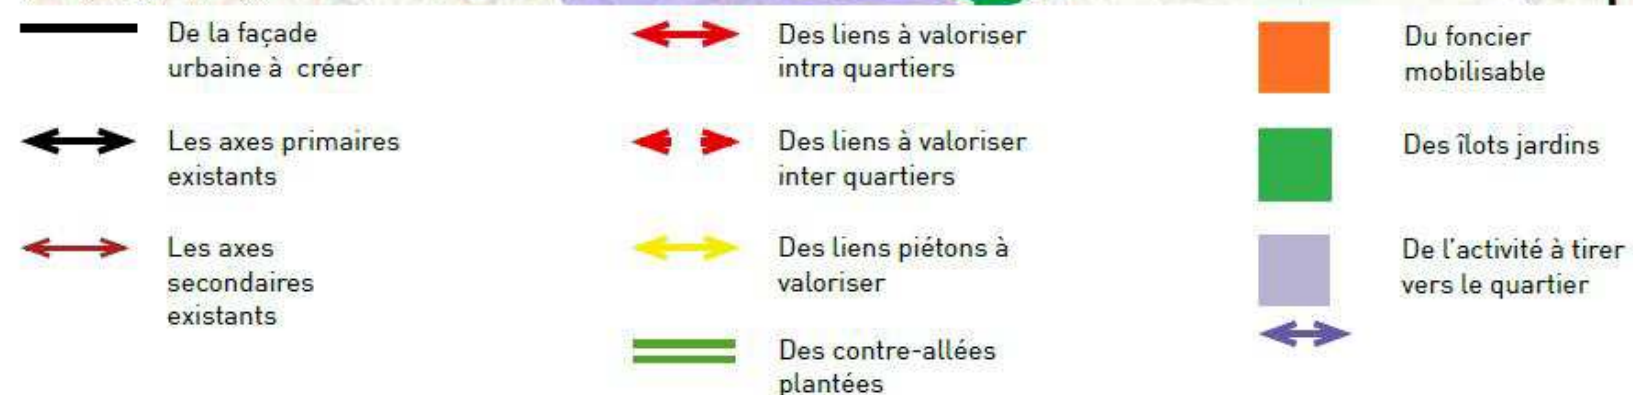 De la façade
urbaine à créer
Les axes primaires
existants
Les axes
secondaires
existants
Des liens à valoriser
intra quartiers
Des liens à valoriser
inter quartiers
Des liens piétons à
valoriser
Des contre-allées
plantées
Du foncier
mobilisable
Des îlots jardins
De l'activité à tirer
vers le quartier